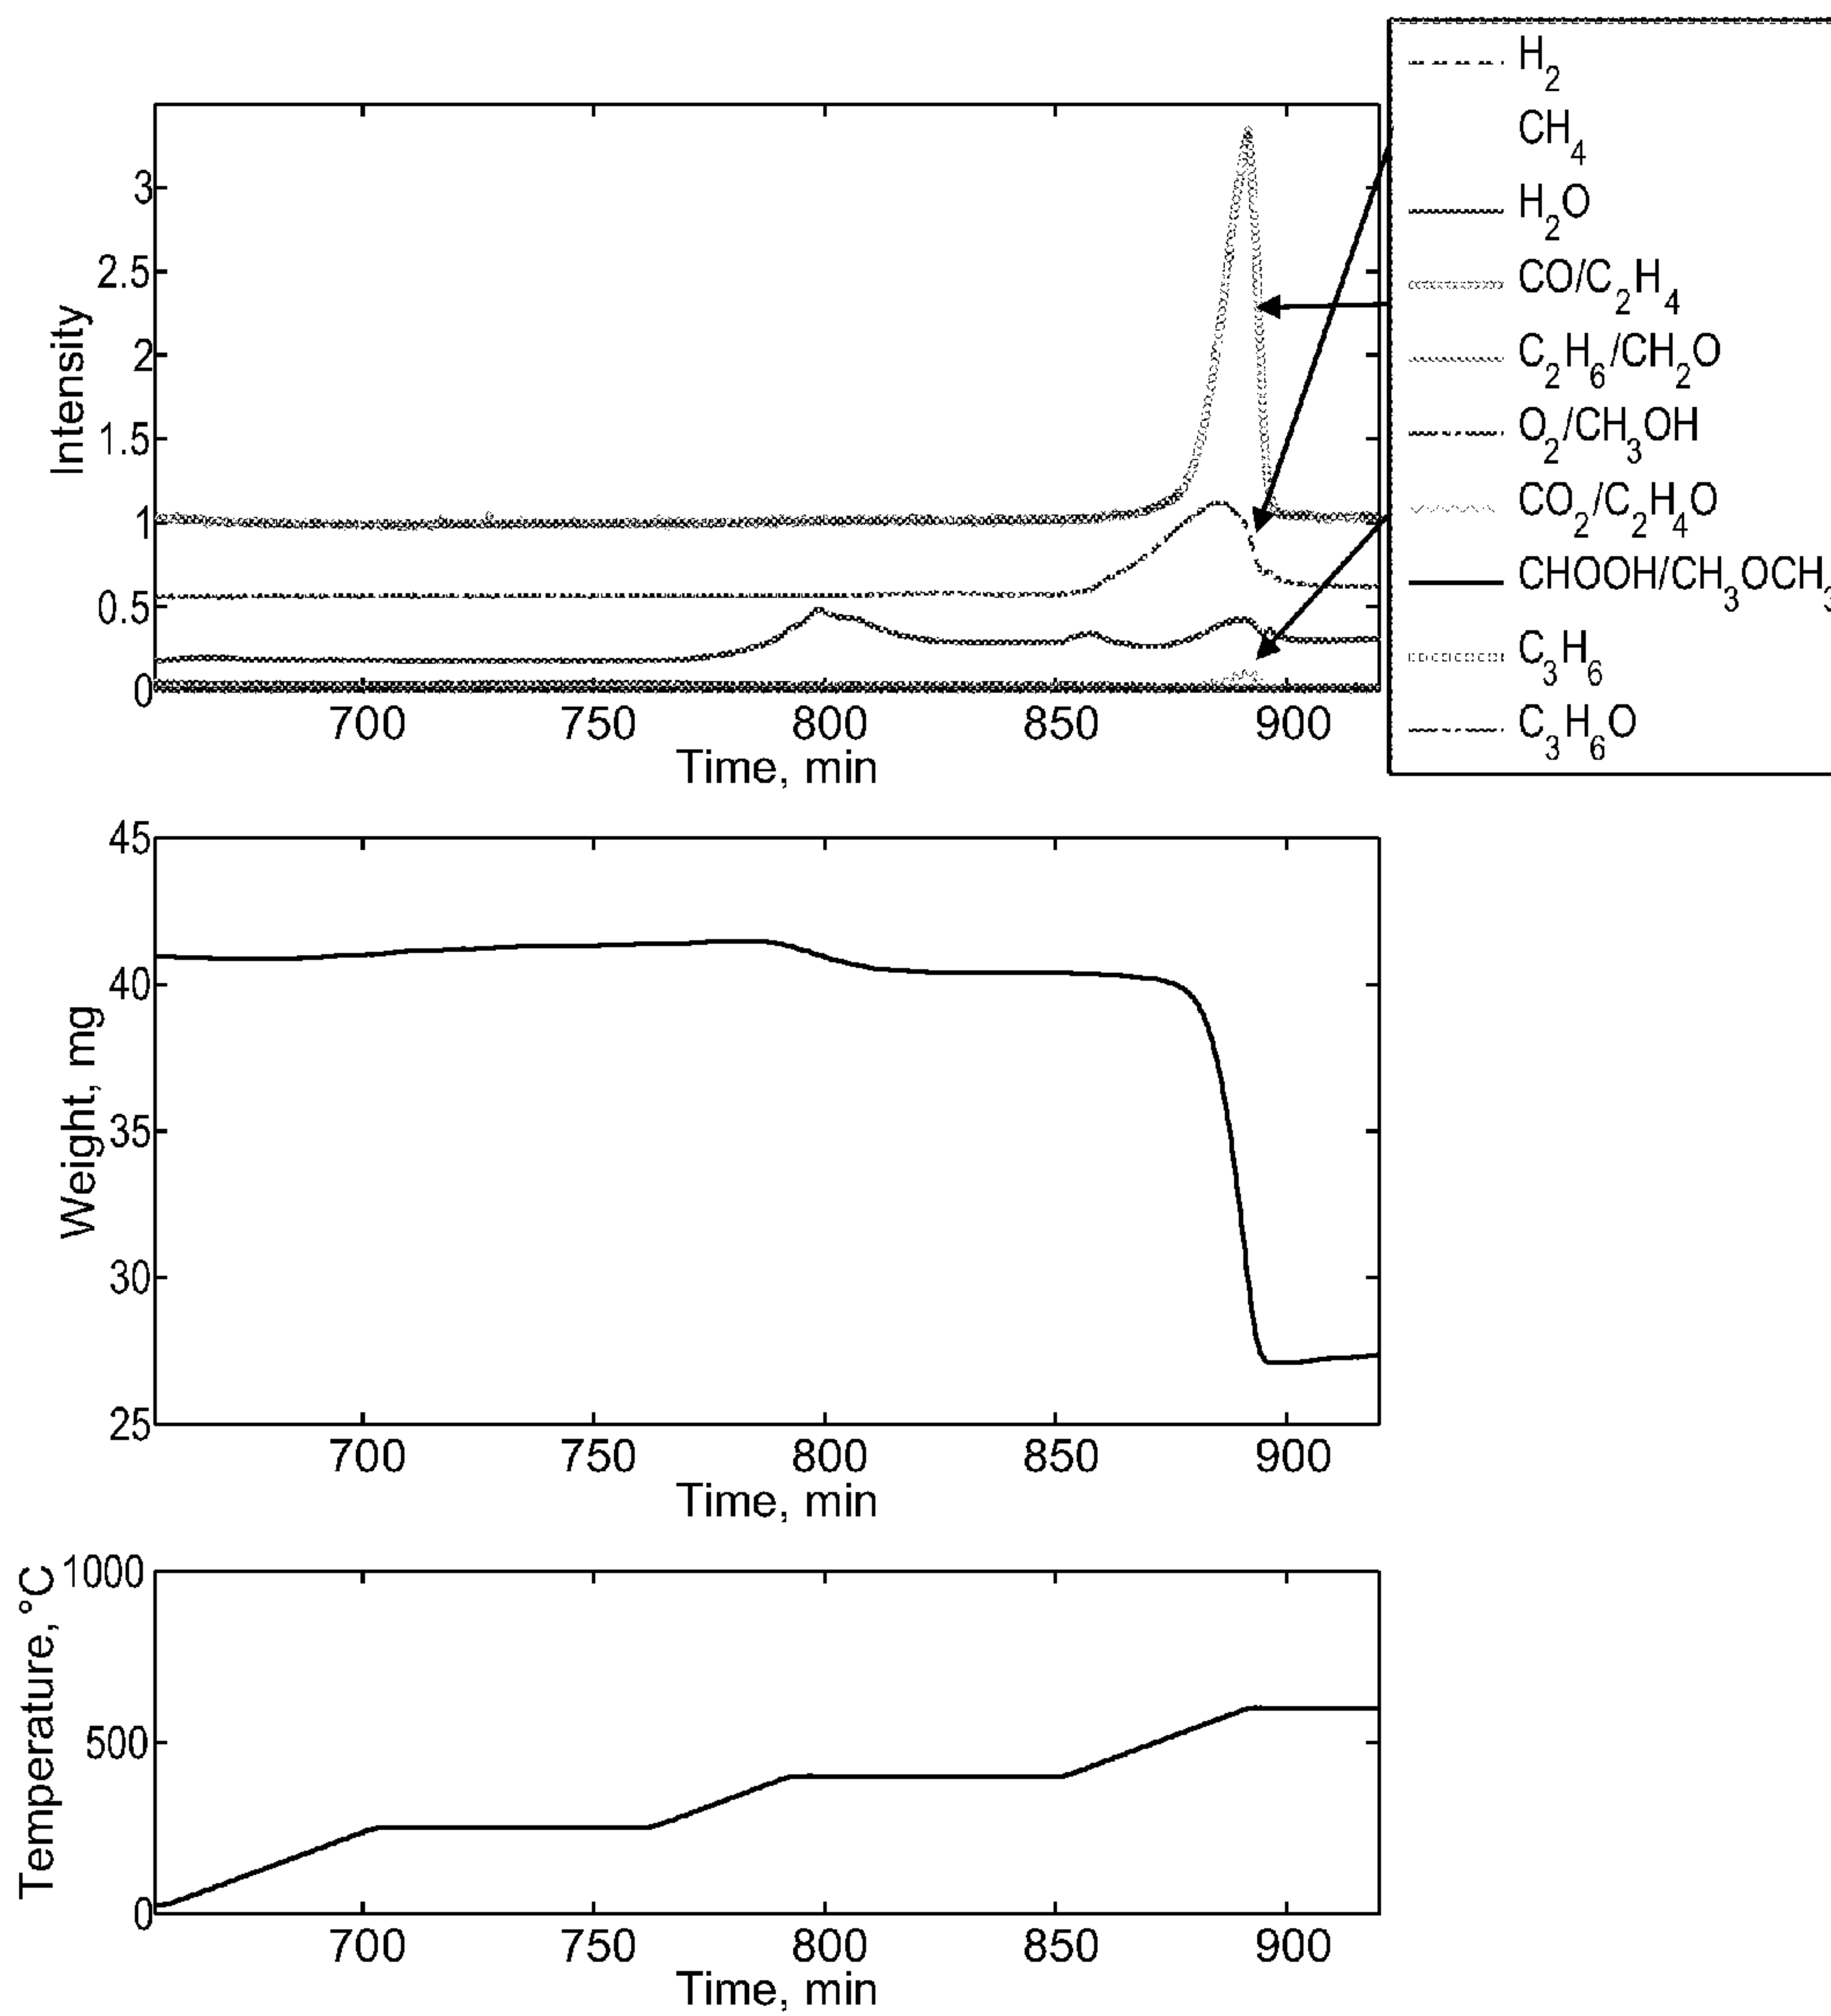 H2
CH4
H2O
CO/C2H4
C2H6/CH2O
O2/CH3OH
CO2/C2H4O
CHOOH/CH3OCH3
C3H6
C3H6O
Intensity
3
2.5
2
1.5
1
0.5
0
700 750 800 850 900
Time, min
Weight, mg
45
40
35
30
25
700 750 800 850 900
Time, min
Temperature, °C
1000
500
0
700 750 800 850 900
Time, min